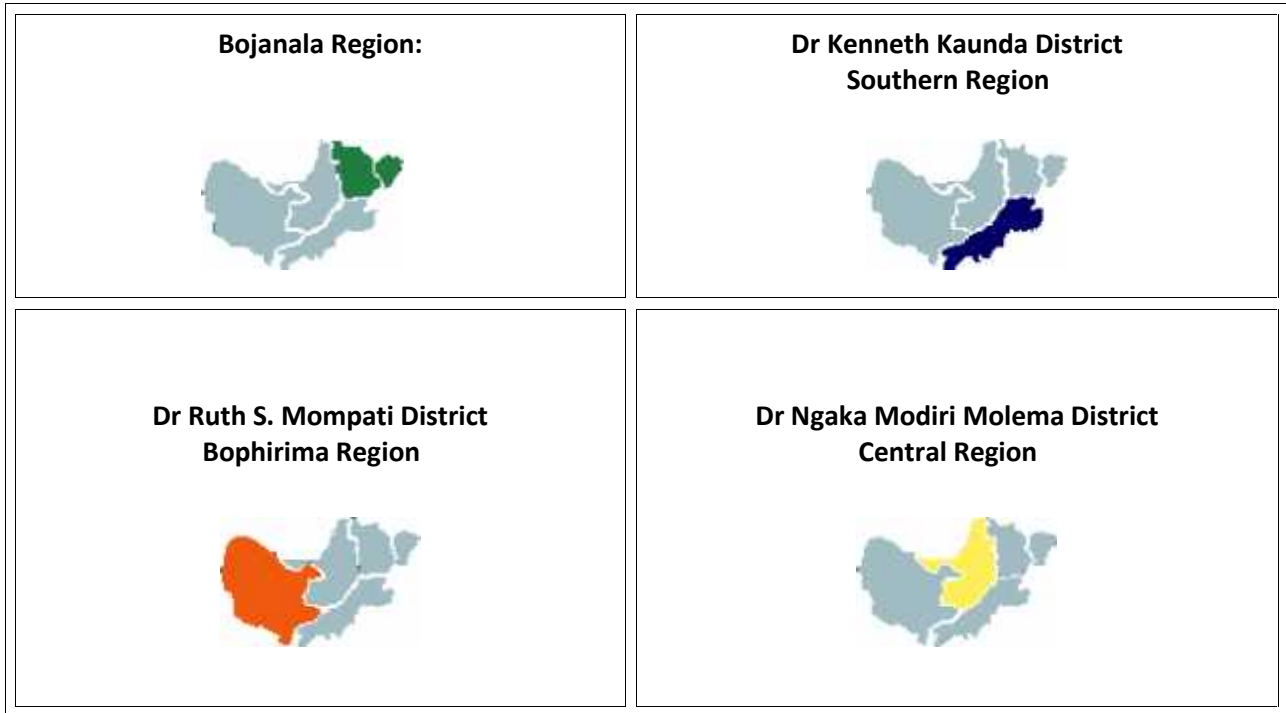 Bojanala Region:
Dr Kenneth Kaunda District
Southern Region
Dr Ruth S. Mompati District
Bophirima Region
Dr Ngaka Modiri Molema District
Central Region